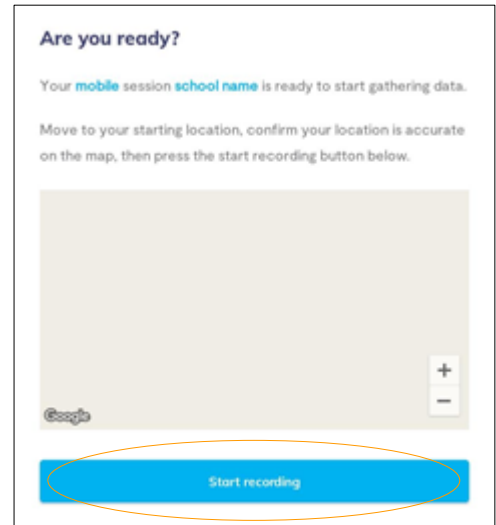 Are you ready?
Your mobile session school name is ready to start gathering data.
Move to your starting location, confirm your location is accurate
on the map, then press the start recording button below.
+
−
Google
Start recording